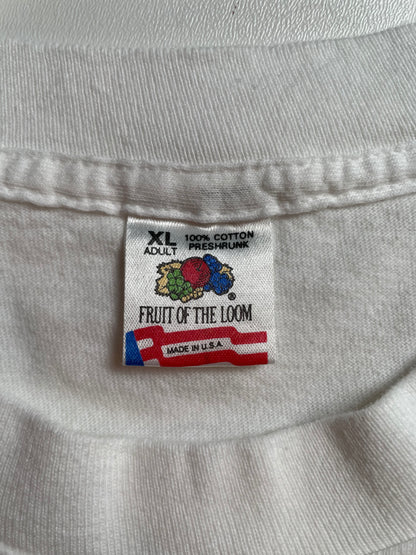 XL 100% COTTON
ADULT PRESHRUNK
®
FRUIT OF THE LOOM
MADE IN U.S.A.